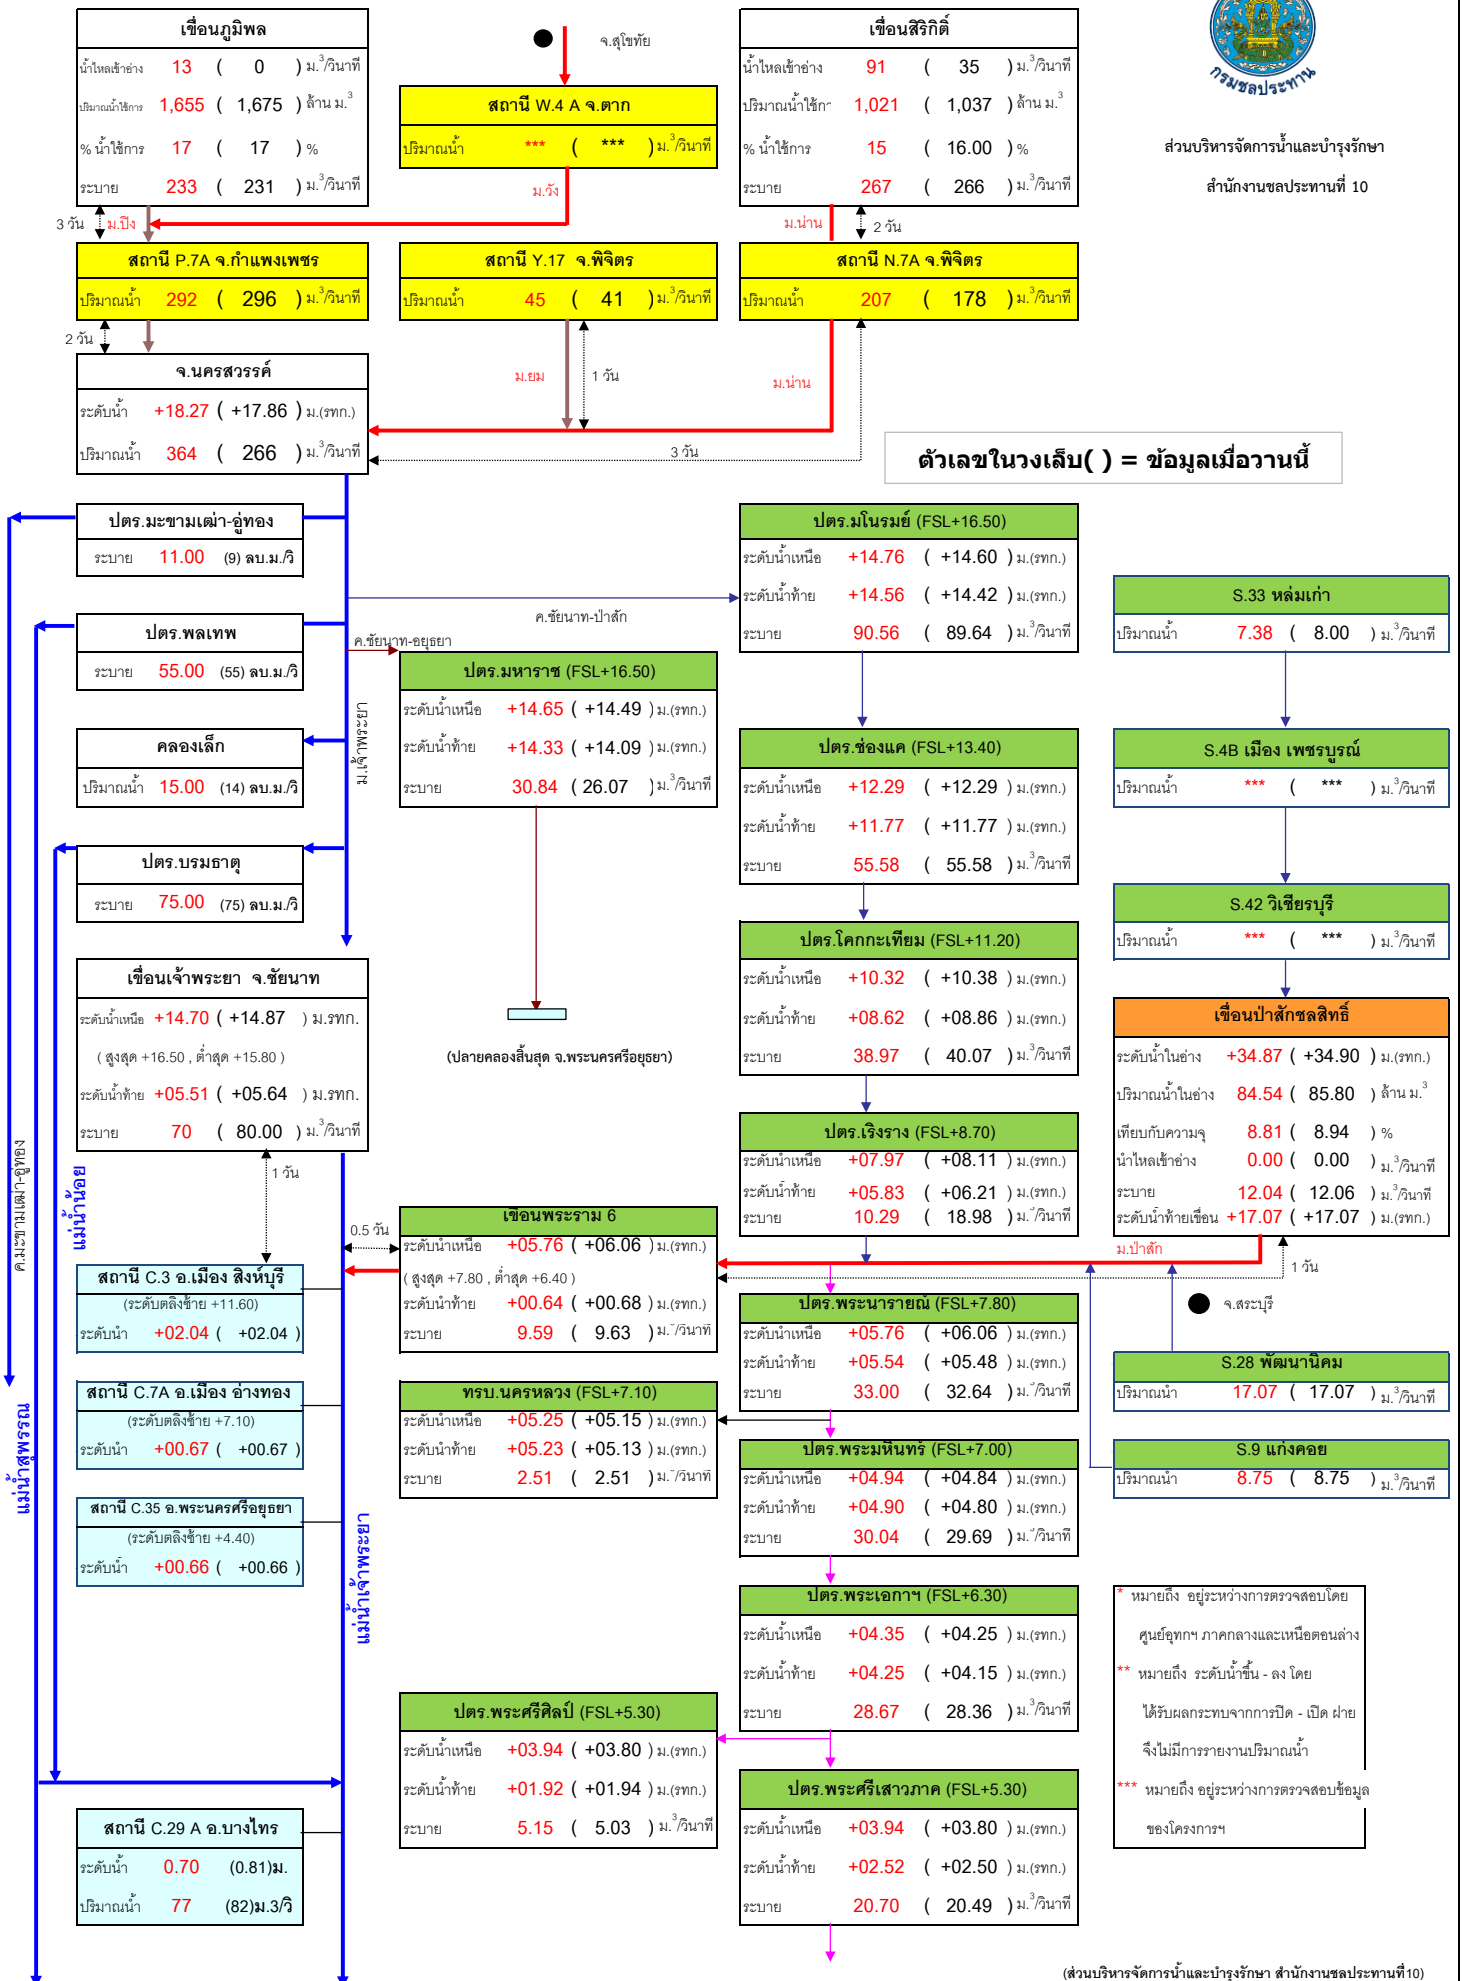 เขื่อนภูมิพล
น้ำไหลเข้าอ่าง 13 ( 0 ) ม.³/วินาที
ปริมาณน้ำใช้การ 1,655 ( 1,675 ) ล้าน ม.³
% น้ำใช้การ 17 ( 17 ) %
ระบาย 233 ( 231 ) ม.³/วินาที
จ.สุโขทัย
สถานี W.4 A จ.ตาก
ปริมาณน้ำ *** ( *** ) ม.³/วินาที
เขื่อนสิริกิติ์
น้ำไหลเข้าอ่าง 91 ( 35 ) ม.³/วินาที
ปริมาณน้ำใช้กา 1,021 ( 1,037 ) ล้าน ม.³
% น้ำใช้การ 15 ( 16.00 ) %
ระบาย 267 ( 266 ) ม.³/วินาที
กรมชลประทาน
ส่วนบริหารจัดการน้ำและบำรุงรักษา
สำนักงานชลประทานที่ 10
3 วัน ม.ปิง
ม.วัง
ม.น่าน
2 วัน
สถานี P.7A จ.กำแพงเพชร
ปริมาณน้ำ 292 ( 296 ) ม.³/วินาที
สถานี Y.17 จ.พิจิตร
ปริมาณน้ำ 45 ( 41 ) ม.³/วินาที
สถานี N.7A จ.พิจิตร
ปริมาณน้ำ 207 ( 178 ) ม.³/วินาที
2 วัน
จ.นครสวรรค์
ระดับน้ำ +18.27 ( +17.86 ) ม.(รทก.)
ปริมาณน้ำ 364 ( 266 ) ม.³/วินาที
ม.ยม
1 วัน
ม.น่าน
3 วัน
ตัวเลขในวงเล็บ( ) = ข้อมูลเมื่อวานนี้
ปตร.มะขามเฒ่า-อู่ทอง
ระบาย 11.00 (9) ลบ.ม./วิ
ปตร.พลเทพ
ระบาย 55.00 (55) ลบ.ม./วิ
คลองเล็ก
ปริมาณน้ำ 15.00 (14) ลบ.ม./วิ
ปตร.บรมธาตุ
ระบาย 75.00 (75) ลบ.ม./วิ
ค.ชัยนาท-ป่าสัก
ค.ชัยนาท-อยุธยา
ม.เจ้าพระยา
ปตร.มหาราช (FSL+16.50)
ระดับน้ำเหนือ +14.65 ( +14.49 ) ม.(รทก.)
ระดับน้ำท้าย +14.33 ( +14.09 ) ม.(รทก.)
ระบาย 30.84 ( 26.07 ) ม.³/วินาที
(ปลายคลองสิ้นสุด จ.พระนครศรีอยุธยา)
ปตร.มโนรมย์ (FSL+16.50)
ระดับน้ำเหนือ +14.76 ( +14.60 ) ม.(รทก.)
ระดับน้ำท้าย +14.56 ( +14.42 ) ม.(รทก.)
ระบาย 90.56 ( 89.64 ) ม.³/วินาที
ปตร.ช่องแค (FSL+13.40)
ระดับน้ำเหนือ +12.29 ( +12.29 ) ม.(รทก.)
ระดับน้ำท้าย +11.77 ( +11.77 ) ม.(รทก.)
ระบาย 55.58 ( 55.58 ) ม.³/วินาที
ปตร.โคกกะเทียม (FSL+11.20)
ระดับน้ำเหนือ +10.32 ( +10.38 ) ม.(รทก.)
ระดับน้ำท้าย +08.62 ( +08.86 ) ม.(รทก.)
ระบาย 38.97 ( 40.07 ) ม.³/วินาที
ปตร.เริงราง (FSL+8.70)
ระดับน้ำเหนือ +07.97 ( +08.11 ) ม.(รทก.)
ระดับน้ำท้าย +05.83 ( +06.21 ) ม.(รทก.)
ระบาย 10.29 ( 18.98 ) ม.³/วินาที
S.33 หล่มเก่า
ปริมาณน้ำ 7.38 ( 8.00 ) ม.³/วินาที
S.4B เมือง เพชรบูรณ์
ปริมาณน้ำ *** ( *** ) ม.³/วินาที
S.42 วิเชียรบุรี
ปริมาณน้ำ *** ( *** ) ม.³/วินาที
เขื่อนป่าสักชลสิทธิ์
ระดับน้ำในอ่าง +34.87 ( +34.90 ) ม.(รทก.)
ปริมาณน้ำในอ่าง 84.54 ( 85.80 ) ล้าน ม.³
เทียบกับความจุ 8.81 ( 8.94 ) %
น้ำไหลเข้าอ่าง 0.00 ( 0.00 ) ม.³/วินาที
ระบาย 12.04 ( 12.06 ) ม.³/วินาที
ระดับน้ำท้ายเขื่อน +17.07 ( +17.07 ) ม.(รทก.)
เขื่อนเจ้าพระยา จ.ชัยนาท
ระดับน้ำเหนือ +14.70 ( +14.87 ) ม.รทก.
( สูงสุด +16.50 , ต่ำสุด +15.80 )
ระดับน้ำท้าย +05.51 ( +05.64 ) ม.รทก.
ระบาย 70 ( 80.00 ) ม.³/วินาที
ค.มะขามเฒ่า-อู่ทอง
แม่น้ำน้อย
1 วัน
0.5 วัน
เขื่อนพระราม 6
ระดับน้ำเหนือ +05.76 ( +06.06 ) ม.(รทก.)
( สูงสุด +7.80 , ต่ำสุด +6.40 )
ระดับน้ำท้าย +00.64 ( +00.68 ) ม.(รทก.)
ระบาย 9.59 ( 9.63 ) ม.³/วินาที
ม.ป่าสัก
1 วัน
จ.สระบุรี
สถานี C.3 อ.เมือง สิงห์บุรี
(ระดับตลิ่งซ้าย +11.60)
ระดับน้ำ +02.04 ( +02.04 )
สถานี C.7A อ.เมือง อ่างทอง
(ระดับตลิ่งซ้าย +7.10)
ระดับน้ำ +00.67 ( +00.67 )
สถานี C.35 อ.พระนครศรีอยุธยา
(ระดับตลิ่งซ้าย +4.40)
ระดับน้ำ +00.66 ( +00.66 )
แม่น้ำสุพรรณ
แม่น้ำเจ้าพระยา
ทรบ.นครหลวง (FSL+7.10)
ระดับน้ำเหนือ +05.25 ( +05.15 ) ม.(รทก.)
ระดับน้ำท้าย +05.23 ( +05.13 ) ม.(รทก.)
ระบาย 2.51 ( 2.51 ) ม.³/วินาที
ปตร.พระนารายณ์ (FSL+7.80)
ระดับน้ำเหนือ +05.76 ( +06.06 ) ม.(รทก.)
ระดับน้ำท้าย +05.54 ( +05.48 ) ม.(รทก.)
ระบาย 33.00 ( 32.64 ) ม.³/วินาที
ปตร.พระมหินทร์ (FSL+7.00)
ระดับน้ำเหนือ +04.94 ( +04.84 ) ม.(รทก.)
ระดับน้ำท้าย +04.90 ( +04.80 ) ม.(รทก.)
ระบาย 30.04 ( 29.69 ) ม.³/วินาที
S.28 พัฒนานิคม
ปริมาณน้ำ 17.07 ( 17.07 ) ม.³/วินาที
S.9 แก่งคอย
ปริมาณน้ำ 8.75 ( 8.75 ) ม.³/วินาที
ปตร.พระเอกาฯ (FSL+6.30)
ระดับน้ำเหนือ +04.35 ( +04.25 ) ม.(รทก.)
ระดับน้ำท้าย +04.25 ( +04.15 ) ม.(รทก.)
ระบาย 28.67 ( 28.36 ) ม.³/วินาที
ปตร.พระศรีศิลป์ (FSL+5.30)
ระดับน้ำเหนือ +03.94 ( +03.80 ) ม.(รทก.)
ระดับน้ำท้าย +01.92 ( +01.94 ) ม.(รทก.)
ระบาย 5.15 ( 5.03 ) ม.³/วินาที
ปตร.พระศรีเสาวภาค (FSL+5.30)
ระดับน้ำเหนือ +03.94 ( +03.80 ) ม.(รทก.)
ระดับน้ำท้าย +02.52 ( +02.50 ) ม.(รทก.)
ระบาย 20.70 ( 20.49 ) ม.³/วินาที
* หมายถึง อยู่ระหว่างการตรวจสอบโดย
ศูนย์อุทกฯ ภาคกลางและเหนือตอนล่าง
** หมายถึง ระดับน้ำขึ้น - ลง โดย
ได้รับผลกระทบจากการปิด - เปิด ฝาย
จึงไม่มีการรายงานปริมาณน้ำ
*** หมายถึง อยู่ระหว่างการตรวจสอบข้อมูล
ของโครงการฯ
สถานี C.29 A อ.บางไทร
ระดับน้ำ 0.70 (0.81)ม.
ปริมาณน้ำ 77 (82)ม.3/วิ
(ส่วนบริหารจัดการน้ำและบำรุงรักษา สำนักงานชลประทานที่10)